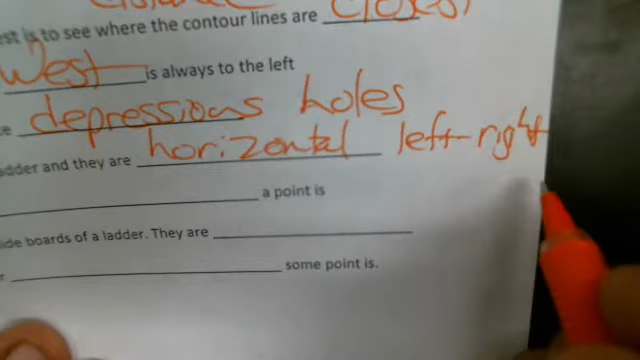 est is to see where the contour lines are closest
West is always to the left
e depressions holes
adder and they are horizontal left-right
a point is
ide boards of a ladder. They are
some point is.